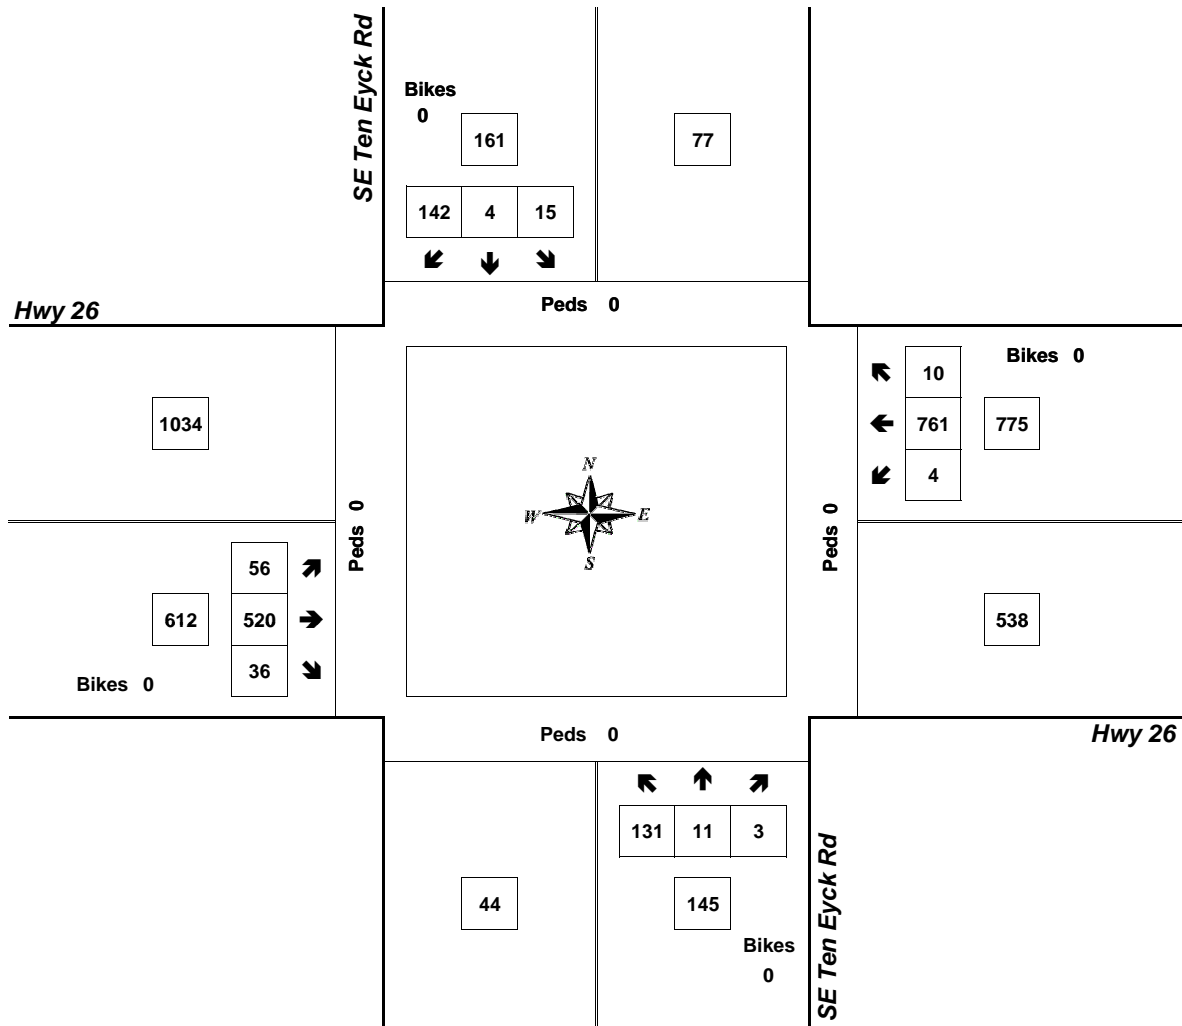 SE Ten Eyck Rd
Bikes
0
161
77
142 4 15
Peds 0
Hwy 26
10
Bikes 0
1034
761
775
4
N
W E
S
Peds 0
Peds 0
56
612
520
538
36
Bikes 0
Peds 0
Hwy 26
131 11 3
44
145
Bikes
0
SE Ten Eyck Rd